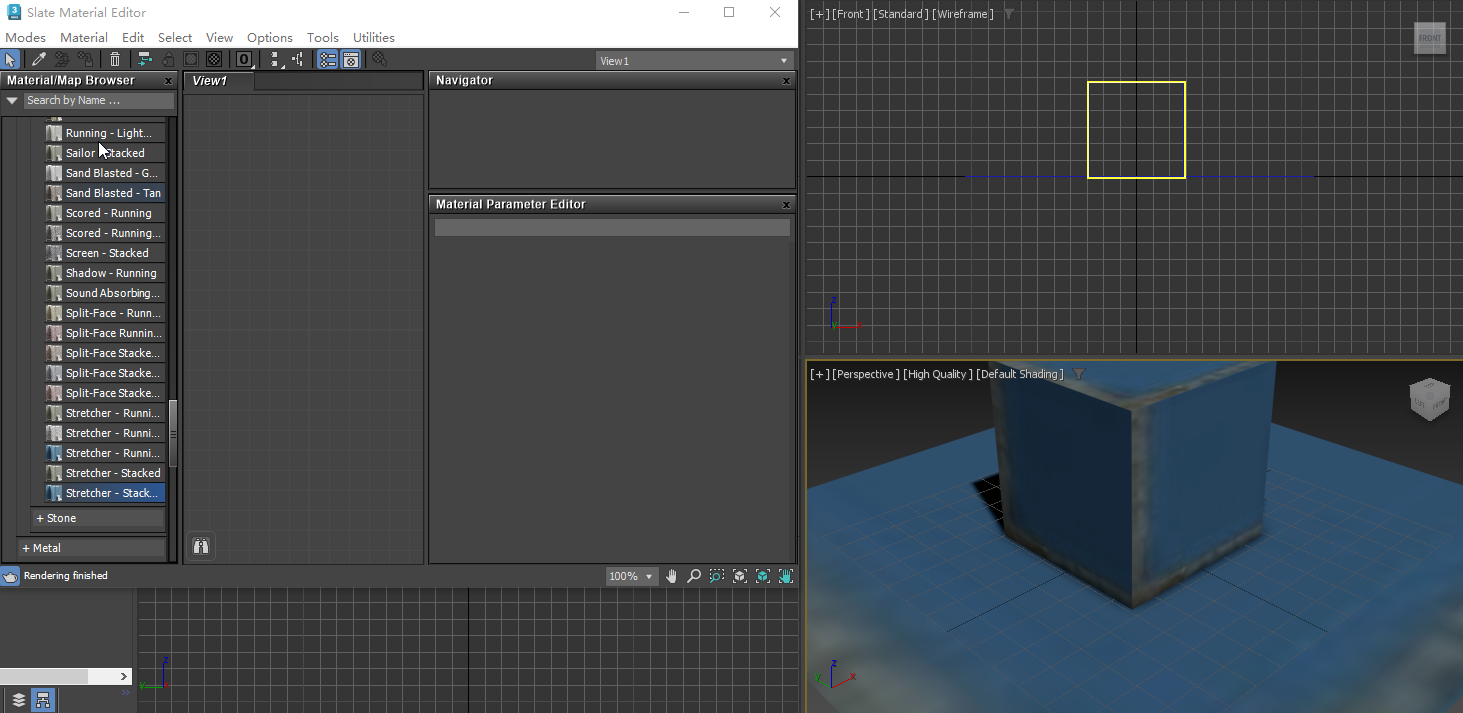 Slate Material Editor
Modes Material Edit Select View Options Tools Utilities
View1
Material/Map Browser x
Search by Name ...
Running - Light...
Sailor Stacked
Sand Blasted - G...
Sand Blasted - Tan
Scored - Running
Scored - Running...
Screen - Stacked
Shadow - Running
Sound Absorbing...
Split-Face - Runn...
Split-Face Runnin...
Split-Face Stacke...
Split-Face Stacke...
Split-Face Stacke...
Stretcher - Runni...
Stretcher - Runni...
Stretcher - Runni...
Stretcher - Stacked
Stretcher - Stack...
+ Stone
+ Metal
View1
Navigator x
Material Parameter Editor x
Rendering finished
100%
z
y
[+] [Front ] [Standard ] [Wireframe ]
FRONT
z
y x
[+] [Perspective ] [High Quality ] [Default Shading ]
LEFT FRONT
z
y x